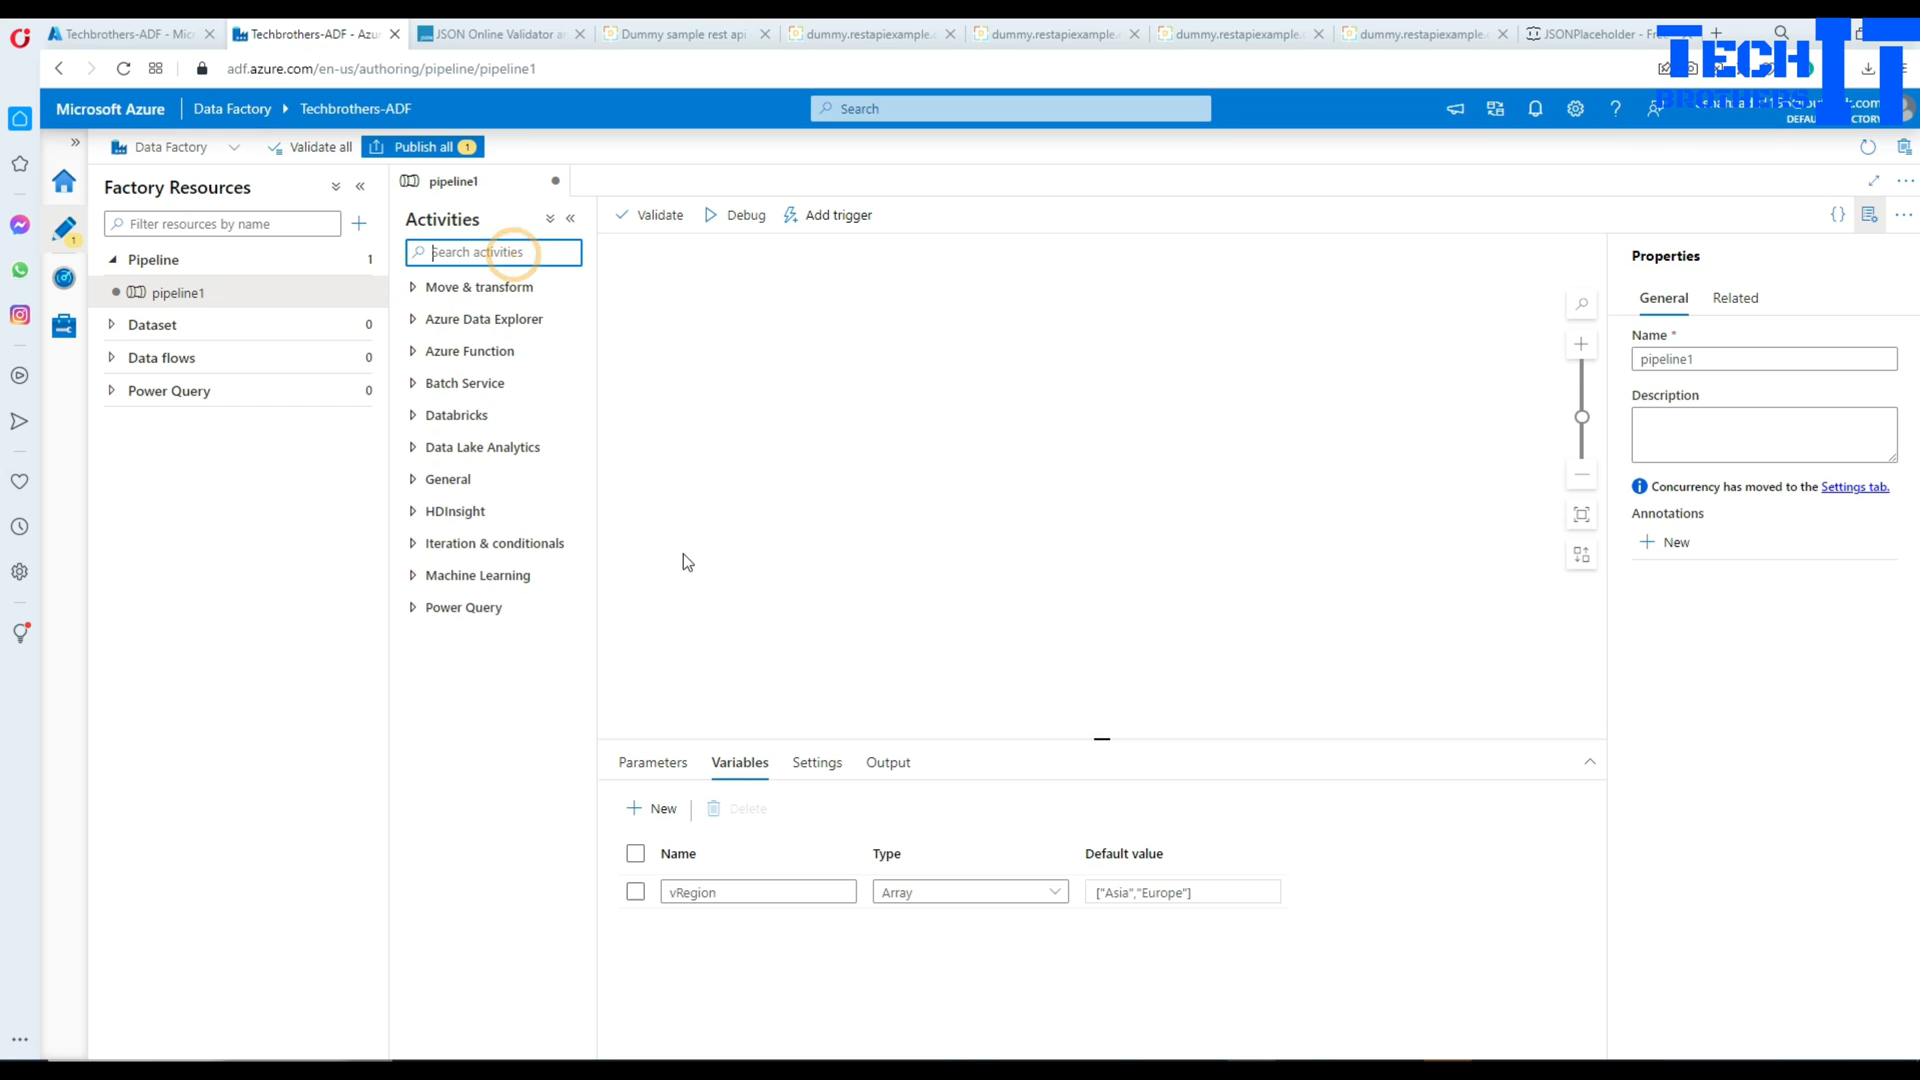 Techbrothers-ADF - Mic
Techbrothers-ADF - Azur
JSON Online Validator an
Dummy sample rest api
dummy.restapiexample.
dummy.restapiexample.
dummy.restapiexample.
dummy.restapiexample.
JSONPlaceholder - Fre
TECH IT
BROTHERS
adf.azure.com/en-us/authoring/pipeline/pipeline1
Microsoft Azure
Data Factory
Techbrothers-ADF
Search
Data Factory
Validate all
Publish all
1
Factory Resources
Filter resources by name
1
Pipeline
1
pipeline1
Dataset
0
Data flows
0
Power Query
0
pipeline1
Activities
Search activities
Move & transform
Azure Data Explorer
Azure Function
Batch Service
Databricks
Data Lake Analytics
General
HDInsight
Iteration & conditionals
Machine Learning
Power Query
Validate
Debug
Add trigger
Parameters
Variables
Settings
Output
New
Delete
Name
Type
Default value
vRegion
Array
["Asia","Europe"]
Properties
General
Related
Name *
pipeline1
Description
Concurrency has moved to the Settings tab.
Annotations
New